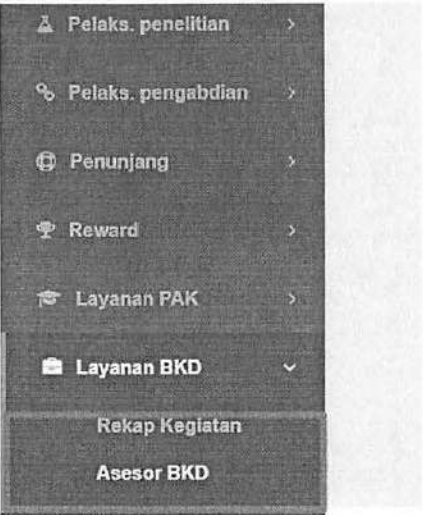 Pelaks. penelitian
Pelaks. pengabdian
Penunjang
Reward
Layanan PAK
Layanan BKD
Rekap Kegiatan
Asesor BKD